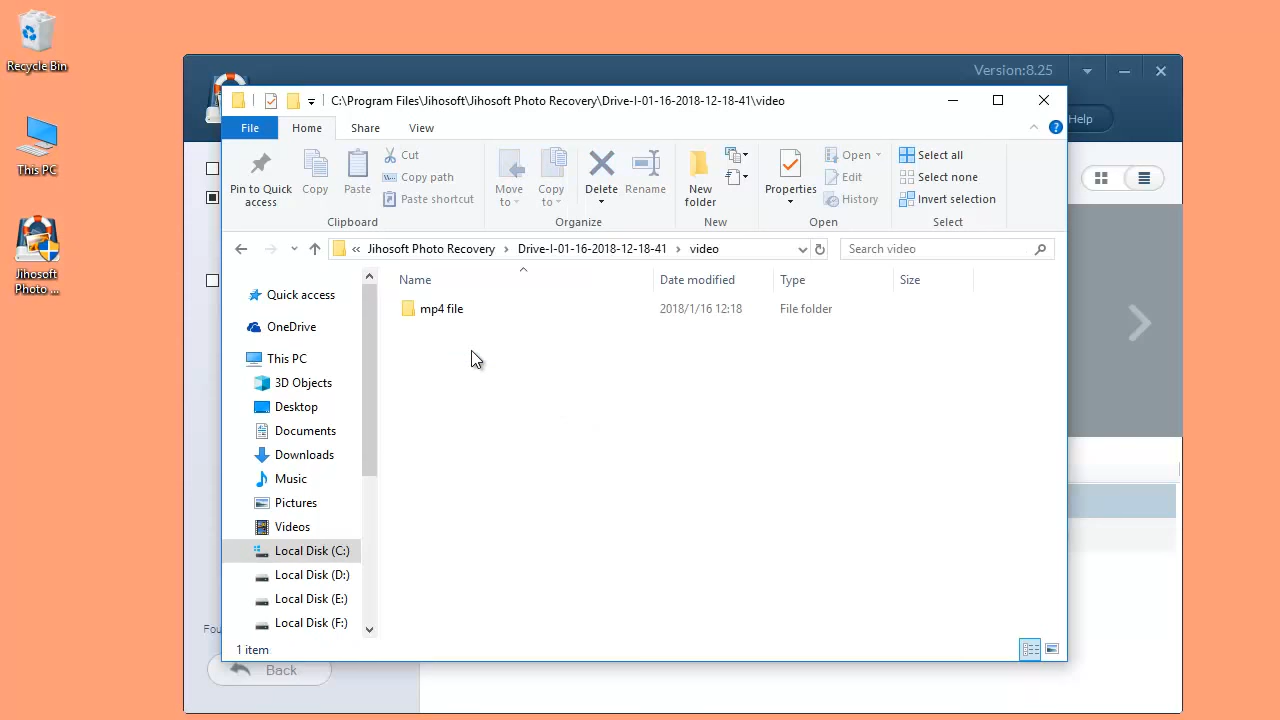 Recycle Bin
This PC
Jihosoft
Photo ...
Version:8.25
Help
C:\Program Files\Jihosoft\Jihosoft Photo Recovery\Drive-I-01-16-2018-12-18-41\video
File
Home
Share
View
Pin to Quick
access
Copy
Paste
Cut
Copy path
Paste shortcut
Clipboard
Move
to
Copy
to
Delete
Rename
Organize
New
folder
New
Properties
Open
Edit
History
Open
Select all
Select none
Invert selection
Select
« Jihosoft Photo Recovery > Drive-I-01-16-2018-12-18-41 > video
Search video
Name
Date modified
Type
Size
mp4 file
2018/1/16 12:18
File folder
Quick access
OneDrive
This PC
3D Objects
Desktop
Documents
Downloads
Music
Pictures
Videos
Local Disk (C:)
Local Disk (D:)
Local Disk (E:)
Local Disk (F:)
1 item
Fou
Back